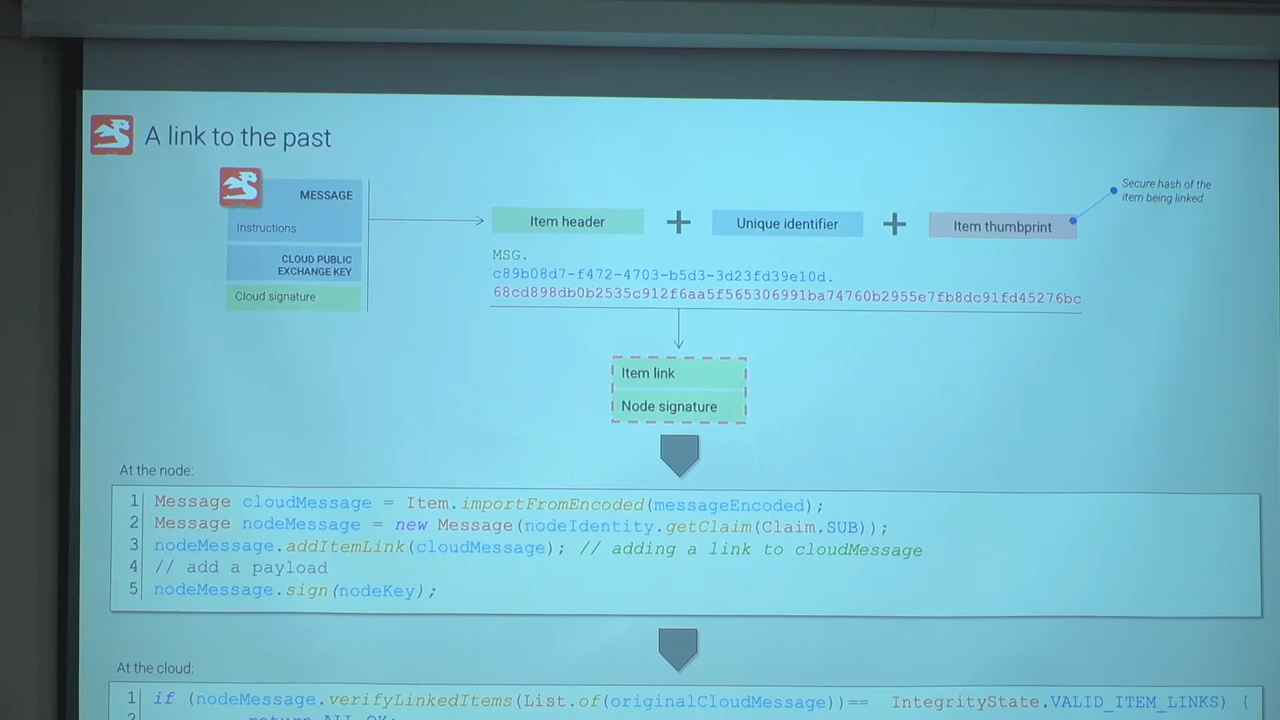 A link to the past
MESSAGE
Instructions
CLOUD PUBLIC
EXCHANGE KEY
Cloud signature
Item header + Unique identifier + Item thumbprint
Secure hash of the
item being linked
MSG.
c89b08d7-f472-4703-b5d3-3d23fd39e10d.
68cd898db0b2535c912f6aa5f565306991ba74760b2955e7fb8dc91fd45276bc
Item link
Node signature
At the node:
1 Message cloudMessage = Item.importFromEncoded(messageEncoded);
2 Message nodeMessage = new Message(nodeIdentity.getClaim(Claim.SUB));
3 nodeMessage.addItemLink(cloudMessage); // adding a link to cloudMessage
4 // add a payload
5 nodeMessage.sign(nodeKey);
At the cloud:
1 if (nodeMessage.verifyLinkedItems(List.of(originalCloudMessage))== IntegrityState.VALID_ITEM_LINKS) {
2 return ALL_OK;